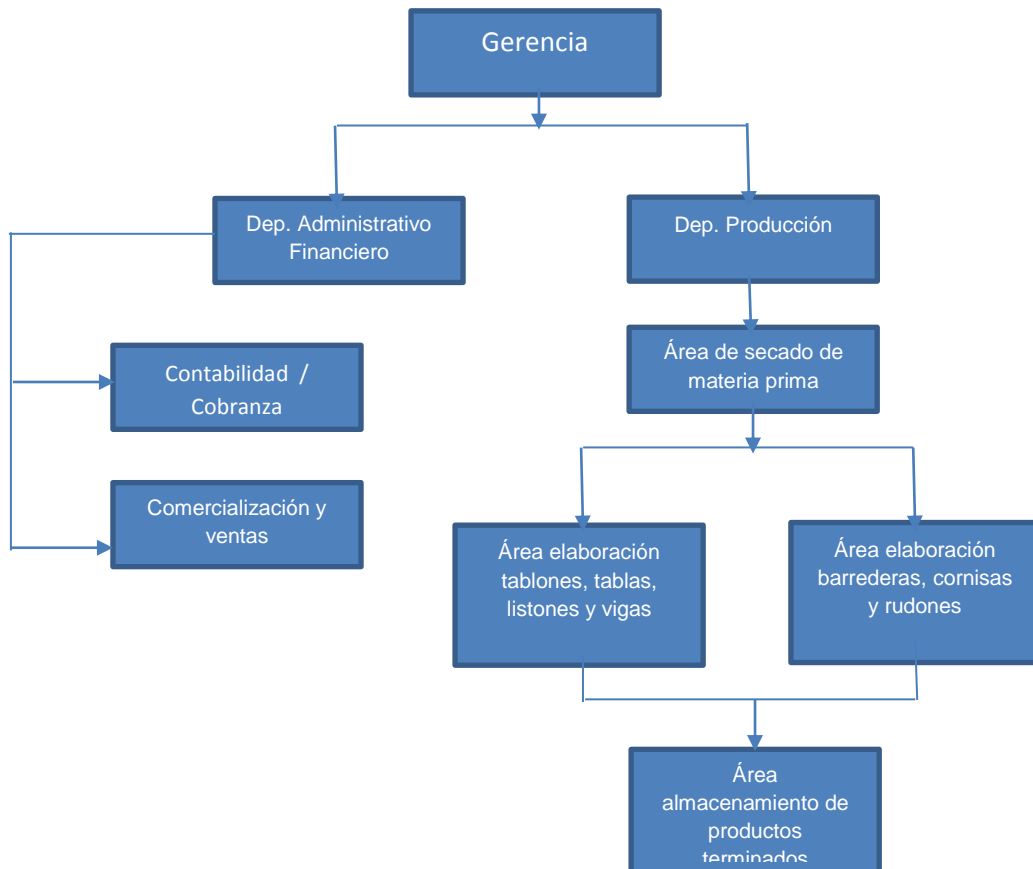 Gerencia
Dep. Administrativo
Financiero
Dep. Producción
Contabilidad /
Cobranza
Comercialización y
ventas
Área de secado de
materia prima
Área elaboración
tablones, tablas,
listones y vigas
Área elaboración
barrederas, cornisas
y rudones
Área
almacenamiento de
productos
terminados